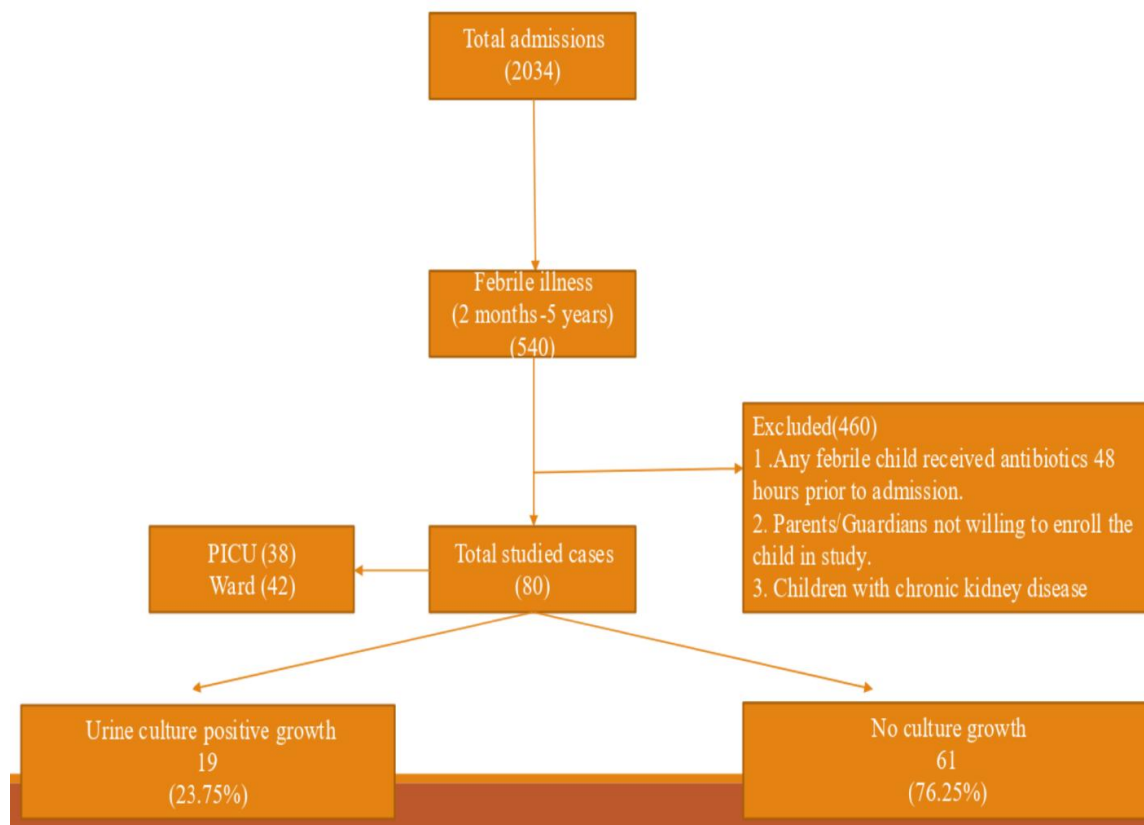 Total admissions
(2034)
Febrile illness
(2 months-5 years)
(540)
Excluded(460)
1 .Any febrile child received antibiotics 48
hours prior to admission.
2. Parents/Guardians not willing to enroll the
child in study.
3. Children with chronic kidney disease
PICU (38)
Ward (42)
Total studied cases
(80)
Urine culture positive growth
19
(23.75%)
No culture growth
61
(76.25%)